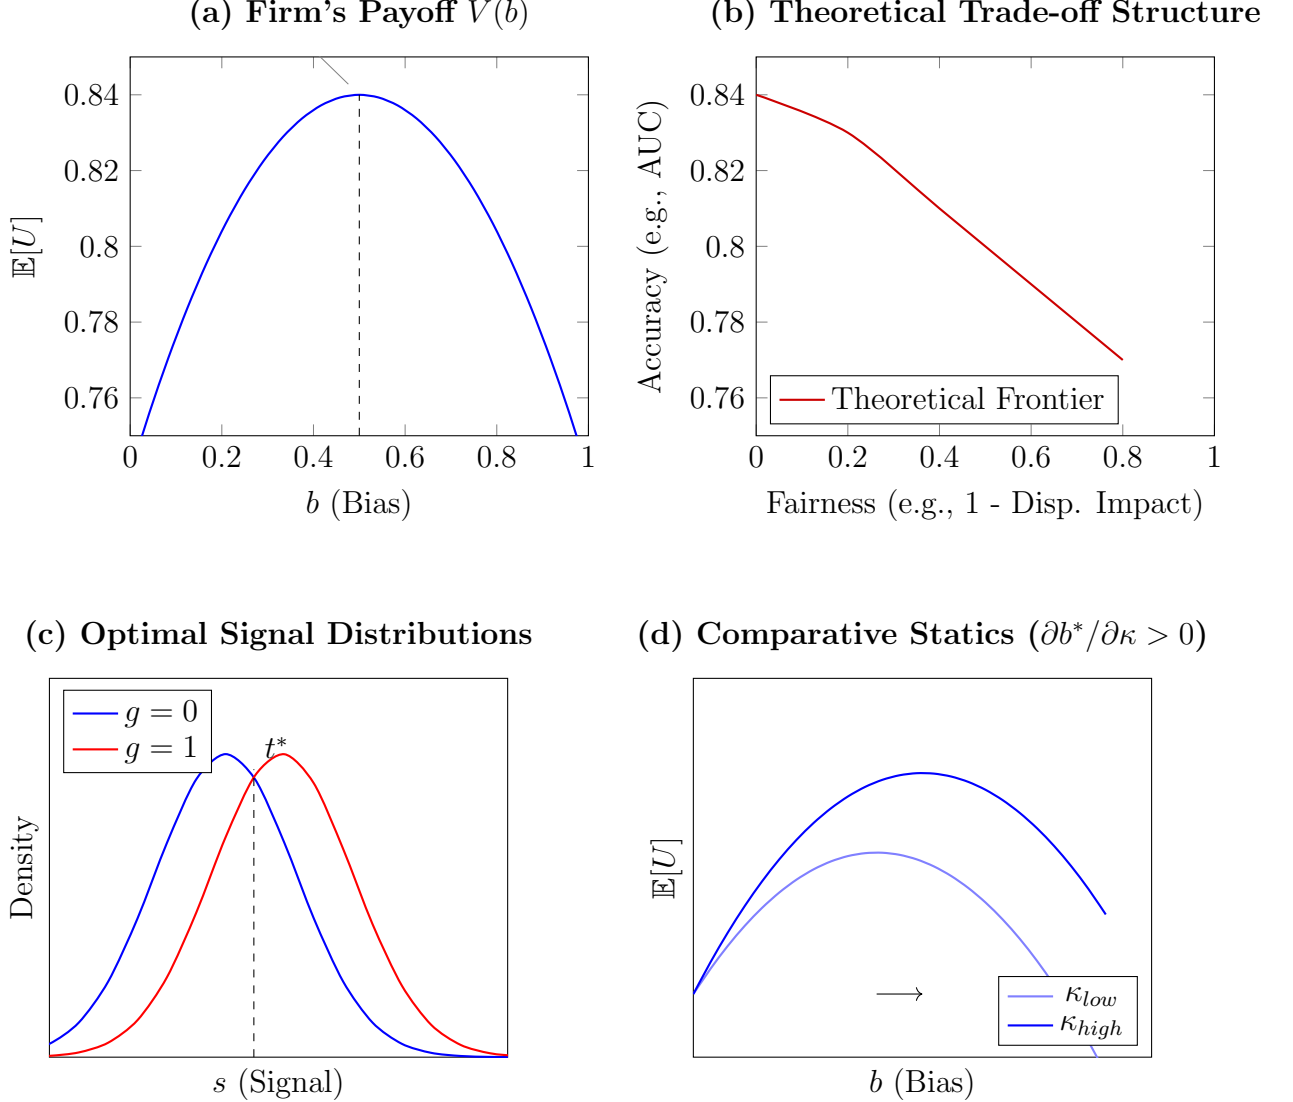 (a) Firm's Payoff V(b)
0.84
0.82
0.8
0.78
0.76
𝔼[U]
0 0.2 0.4 0.6 0.8 1
b (Bias)
(b) Theoretical Trade-off Structure
0.84
0.82
0.8
0.78
0.76
Accuracy (e.g., AUC)
Theoretical Frontier
0 0.2 0.4 0.6 0.8 1
Fairness (e.g., 1 - Disp. Impact)
(c) Optimal Signal Distributions
g = 0
g = 1
t*
Density
s (Signal)
(d) Comparative Statics (∂b*/∂κ > 0)
𝔼[U]
κ_low
κ_high
b (Bias)